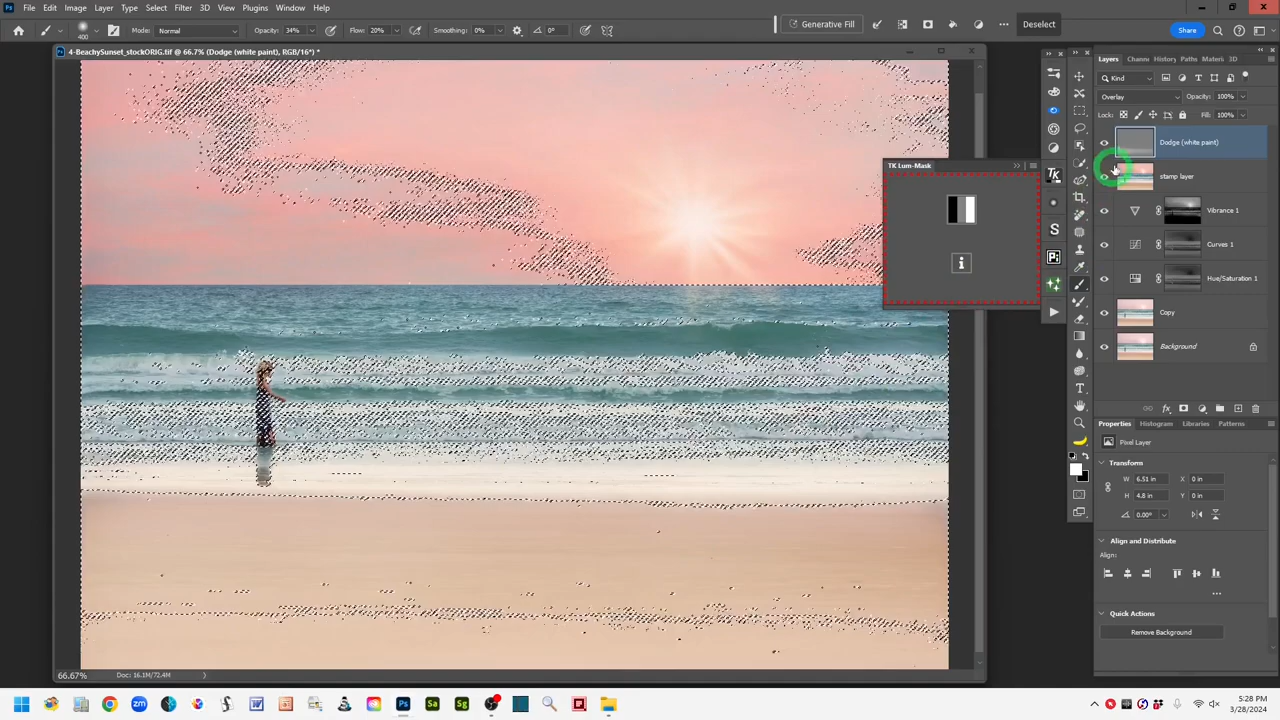 File Edit Image Layer Type Select Filter 3D View Plugins Window Help
400
Mode: Normal
Opacity: 34%
Flow: 20%
Smoothing: 0%
0°
Generative Fill
Deselect
Share
4-BeachySunset_stockORIG.tif @ 66.7% (Dodge (white paint), RGB/16*) *
Layers Channe History Paths Materi 3D
Kind
Overlay
Opacity: 100%
Lock:
Fill: 100%
Dodge (white paint)
TK Lum-Mask
stamp layer
Vibrance 1
Curves 1
Hue/Saturation 1
Copy
Background
Properties Histogram Libraries Patterns
Pixel Layer
Transform
W 6.51 in X 0 in
H 4.8 in Y 0 in
0.00°
Align and Distribute
Align:
Quick Actions
Remove Background
66.67% Doc: 16.1M/72.4M
5:28 PM
3/28/2024